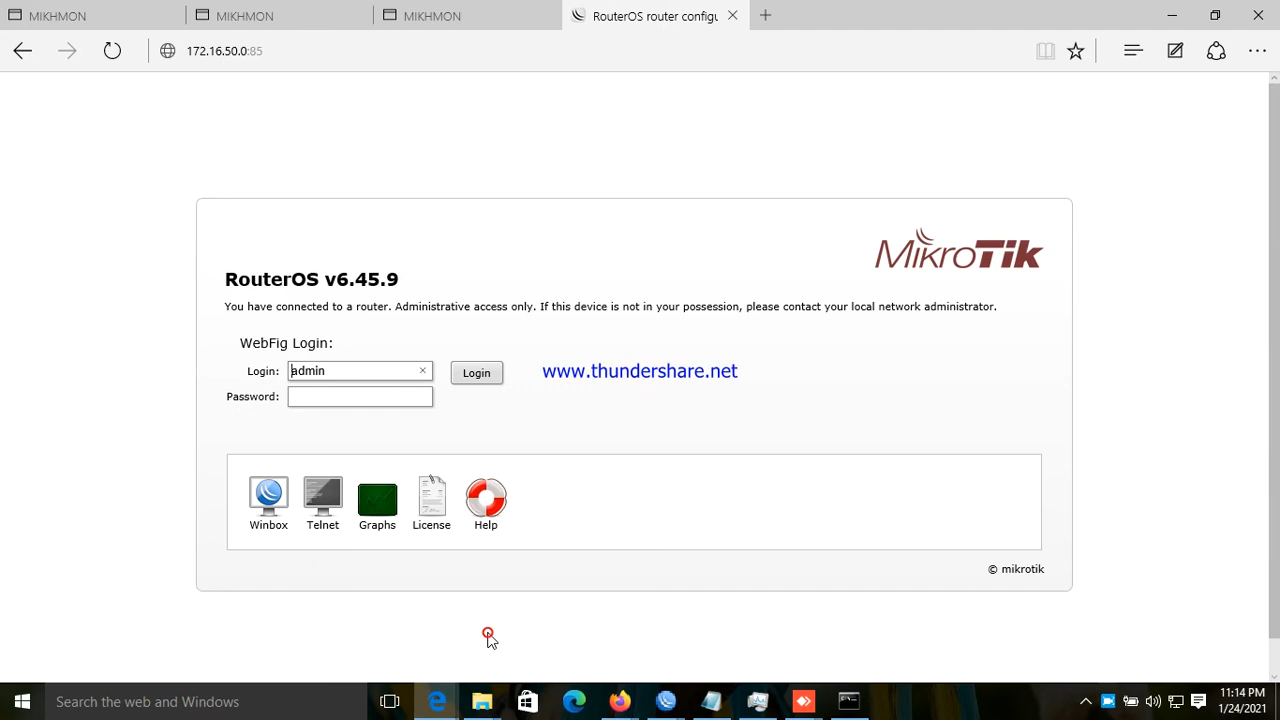 MIKHMON
MIKHMON
MIKHMON
RouterOS router configu
172.16.50.0:85
MikroTik
RouterOS v6.45.9
You have connected to a router. Administrative access only. If this device is not in your possession, please contact your local network administrator.
WebFig Login:
Login: admin
Login
www.thundershare.net
Password:
Winbox
Telnet
Graphs
License
Help
© mikrotik
Search the web and Windows
11:14 PM
1/24/2021